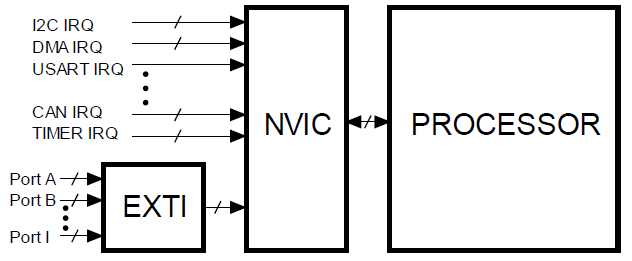 I2C IRQ
DMA IRQ
USART IRQ
CAN IRQ
TIMER IRQ
NVIC
PROCESSOR
Port A
Port B
Port I
EXTI